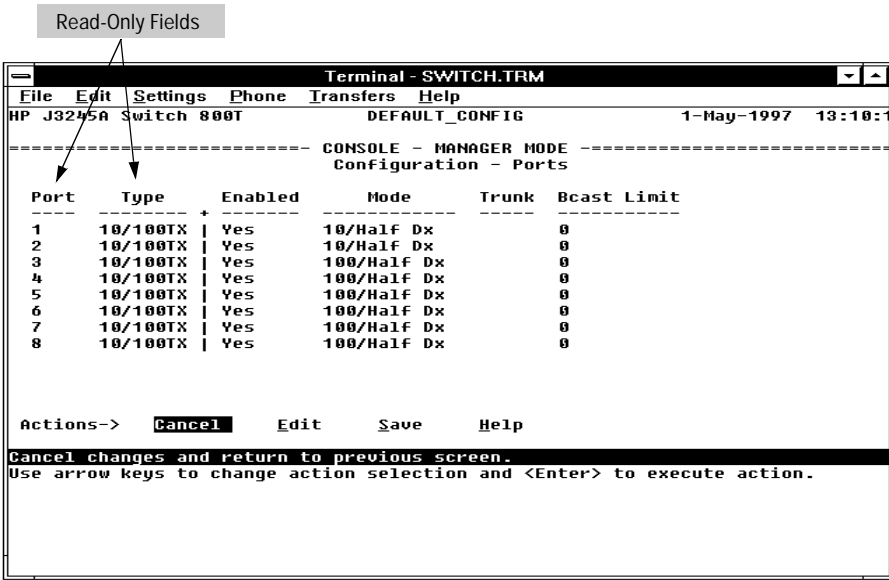 Read-Only Fields
Terminal - SWITCH.TRM
File Edit Settings Phone Transfers Help
HP J3245A Switch 800T DEFAULT_CONFIG 1-May-1997 13:10:1
===========================- CONSOLE - MANAGER MODE -===========================
Configuration - Ports
Port Type Enabled Mode Trunk Bcast Limit
---- -------- + ------- ------------ ----- -----------
1 10/100TX | Yes 10/Half Dx 0
2 10/100TX | Yes 10/Half Dx 0
3 10/100TX | Yes 100/Half Dx 0
4 10/100TX | Yes 100/Half Dx 0
5 10/100TX | Yes 100/Half Dx 0
6 10/100TX | Yes 100/Half Dx 0
7 10/100TX | Yes 100/Half Dx 0
8 10/100TX | Yes 100/Half Dx 0
Actions-> Cancel Edit Save Help
Cancel changes and return to previous screen.
Use arrow keys to change action selection and <Enter> to execute action.